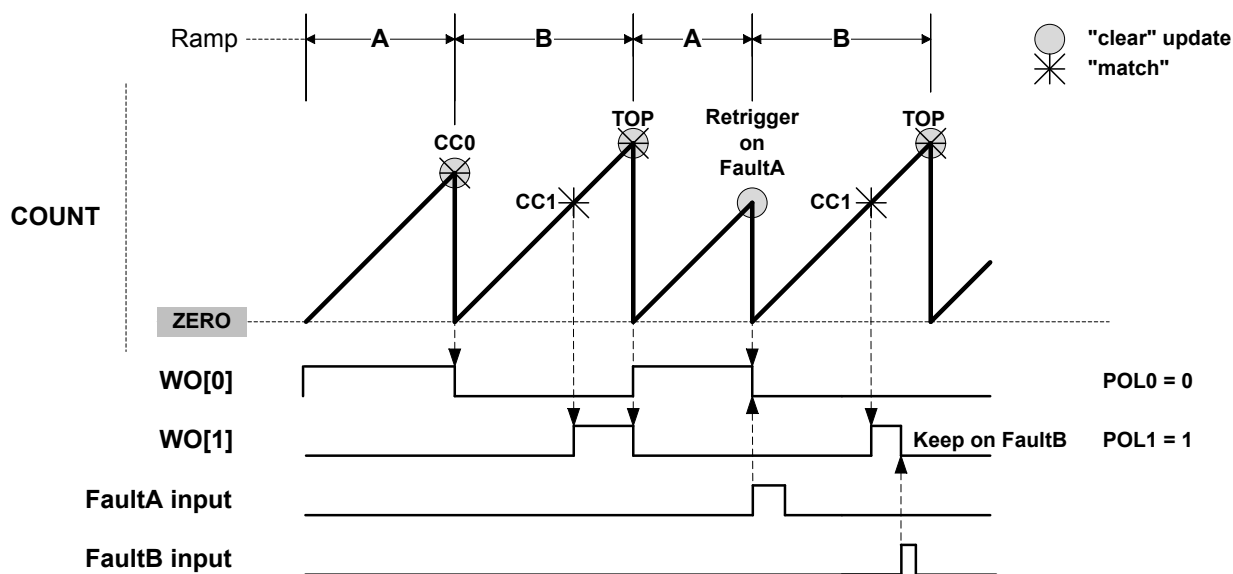 Ramp A B A B
"clear" update
"match"
CC0
TOP
Retrigger
on
FaultA
TOP
CC1
CC1
COUNT
ZERO
WO[0]
POL0 = 0
WO[1]
Keep on FaultB
POL1 = 1
FaultA input
FaultB input